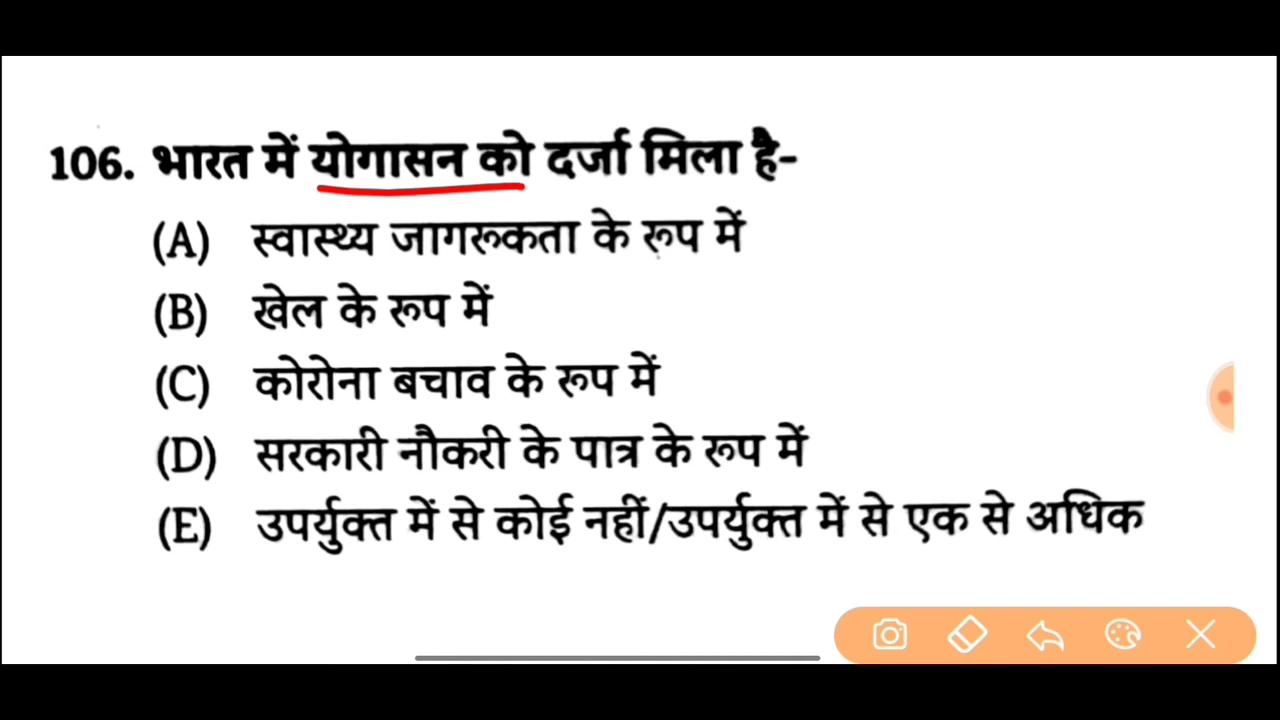 106. भारत में योगासन को दर्जा मिला है-
(A) स्वास्थ्य जागरूकता के रूप में
(B) खेल के रूप में
(C) कोरोना बचाव के रूप में
(D) सरकारी नौकरी के पात्र के रूप में
(E) उपर्युक्त में से कोई नहीं/उपर्युक्त में से एक से अधिक